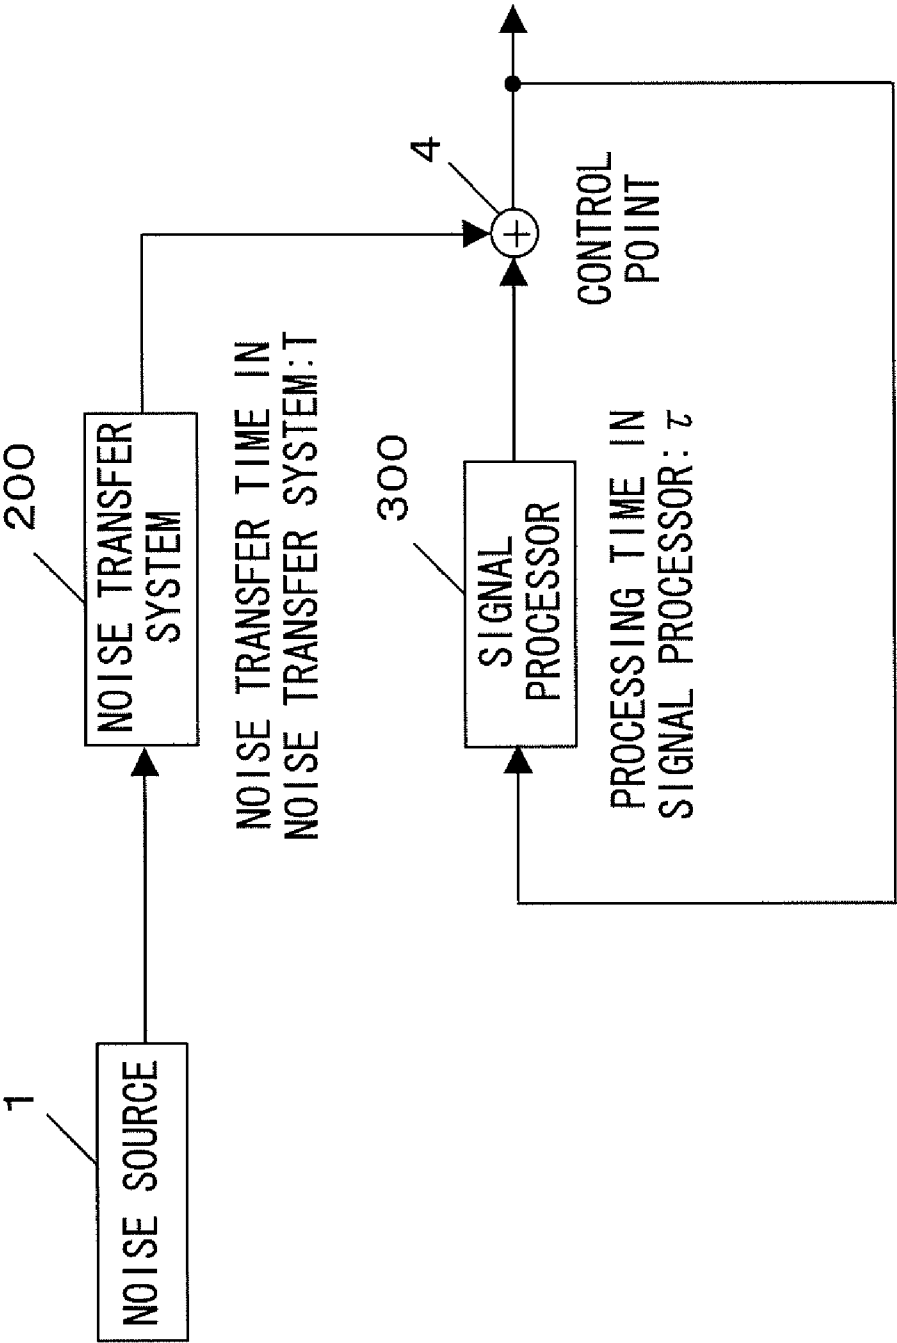 1
NOISE SOURCE
200
NOISE TRANSFER
SYSTEM
NOISE TRANSFER TIME IN
NOISE TRANSFER SYSTEM:T
300
SIGNAL
PROCESSOR
PROCESSING TIME IN
SIGNAL PROCESSOR: τ
4
+
CONTROL
POINT